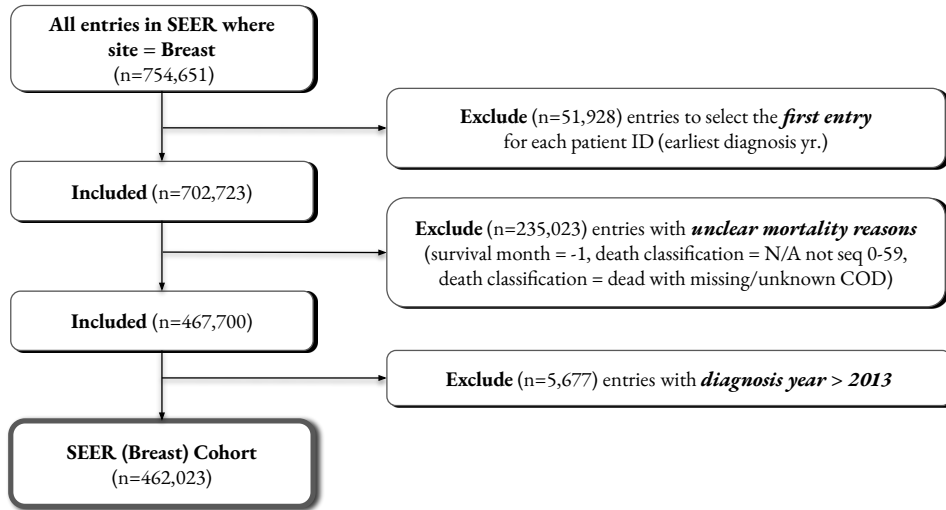 All entries in SEER where
site = Breast
(n=754,651)
Exclude (n=51,928) entries to select the first entry
for each patient ID (earliest diagnosis yr.)
Included (n=702,723)
Exclude (n=235,023) entries with unclear mortality reasons
(survival month = -1, death classification = N/A not seq 0-59,
death classification = dead with missing/unknown COD)
Included (n=467,700)
Exclude (n=5,677) entries with diagnosis year > 2013
SEER (Breast) Cohort
(n=462,023)